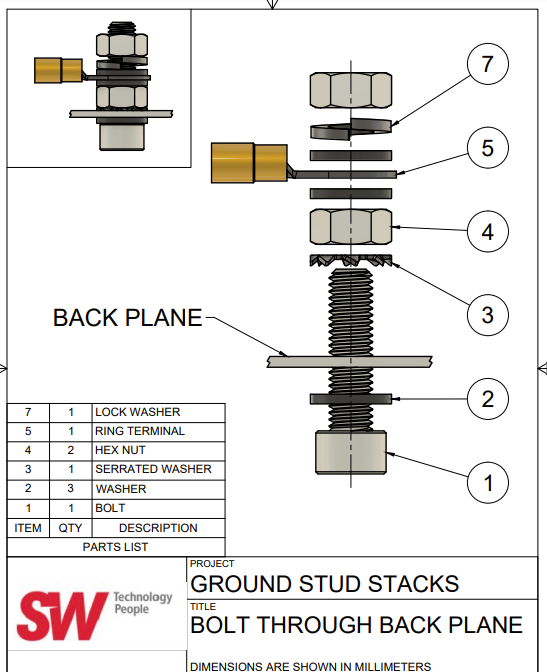 7
5
4
BACK PLANE
3
2
1
7 1 LOCK WASHER
5 1 RING TERMINAL
4 2 HEX NUT
3 1 SERRATED WASHER
2 3 WASHER
1 1 BOLT
ITEM QTY DESCRIPTION
PARTS LIST
SW Technology
People
PROJECT
GROUND STUD STACKS
TITLE
BOLT THROUGH BACK PLANE
DIMENSIONS ARE SHOWN IN MILLIMETERS